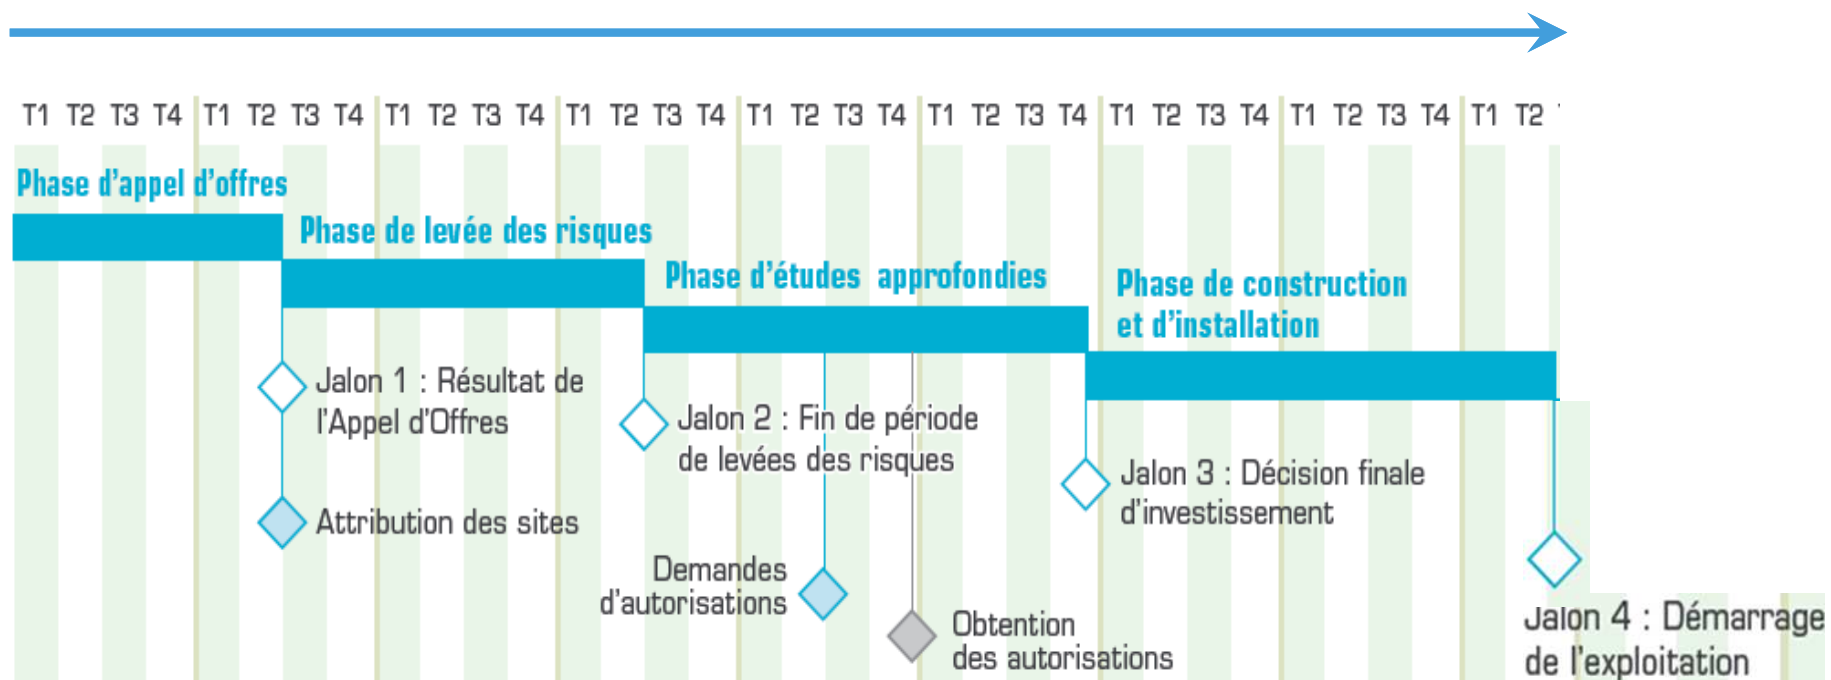 T1 T2 T3 T4 T1 T2 T3 T4 T1 T2 T3 T4 T1 T2 T3 T4 T1 T2 T3 T4 T1 T2 T3 T4 T1 T2 T3 T4 T1 T2 T3 T4 T1 T2
Phase d'appel d'offres
Phase de levée des risques
Phase d'études approfondies
Phase de construction
et d'installation
Jalon 1 : Résultat de
l'Appel d'Offres
Jalon 2 : Fin de période
de levées des risques
Jalon 3 : Décision finale
d'investissement
Attribution des sites
Demandes
d'autorisations
Obtention
des autorisations
Jalon 4 : Démarrage
de l'exploitation